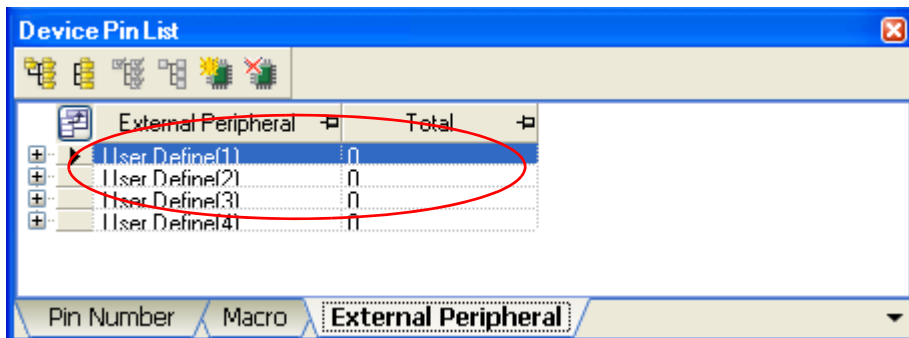 Device Pin List
External Peripheral Total
User Define(1) 0
User Define(2) 0
User Define(3) 0
User Define(4) 0
Pin Number Macro External Peripheral